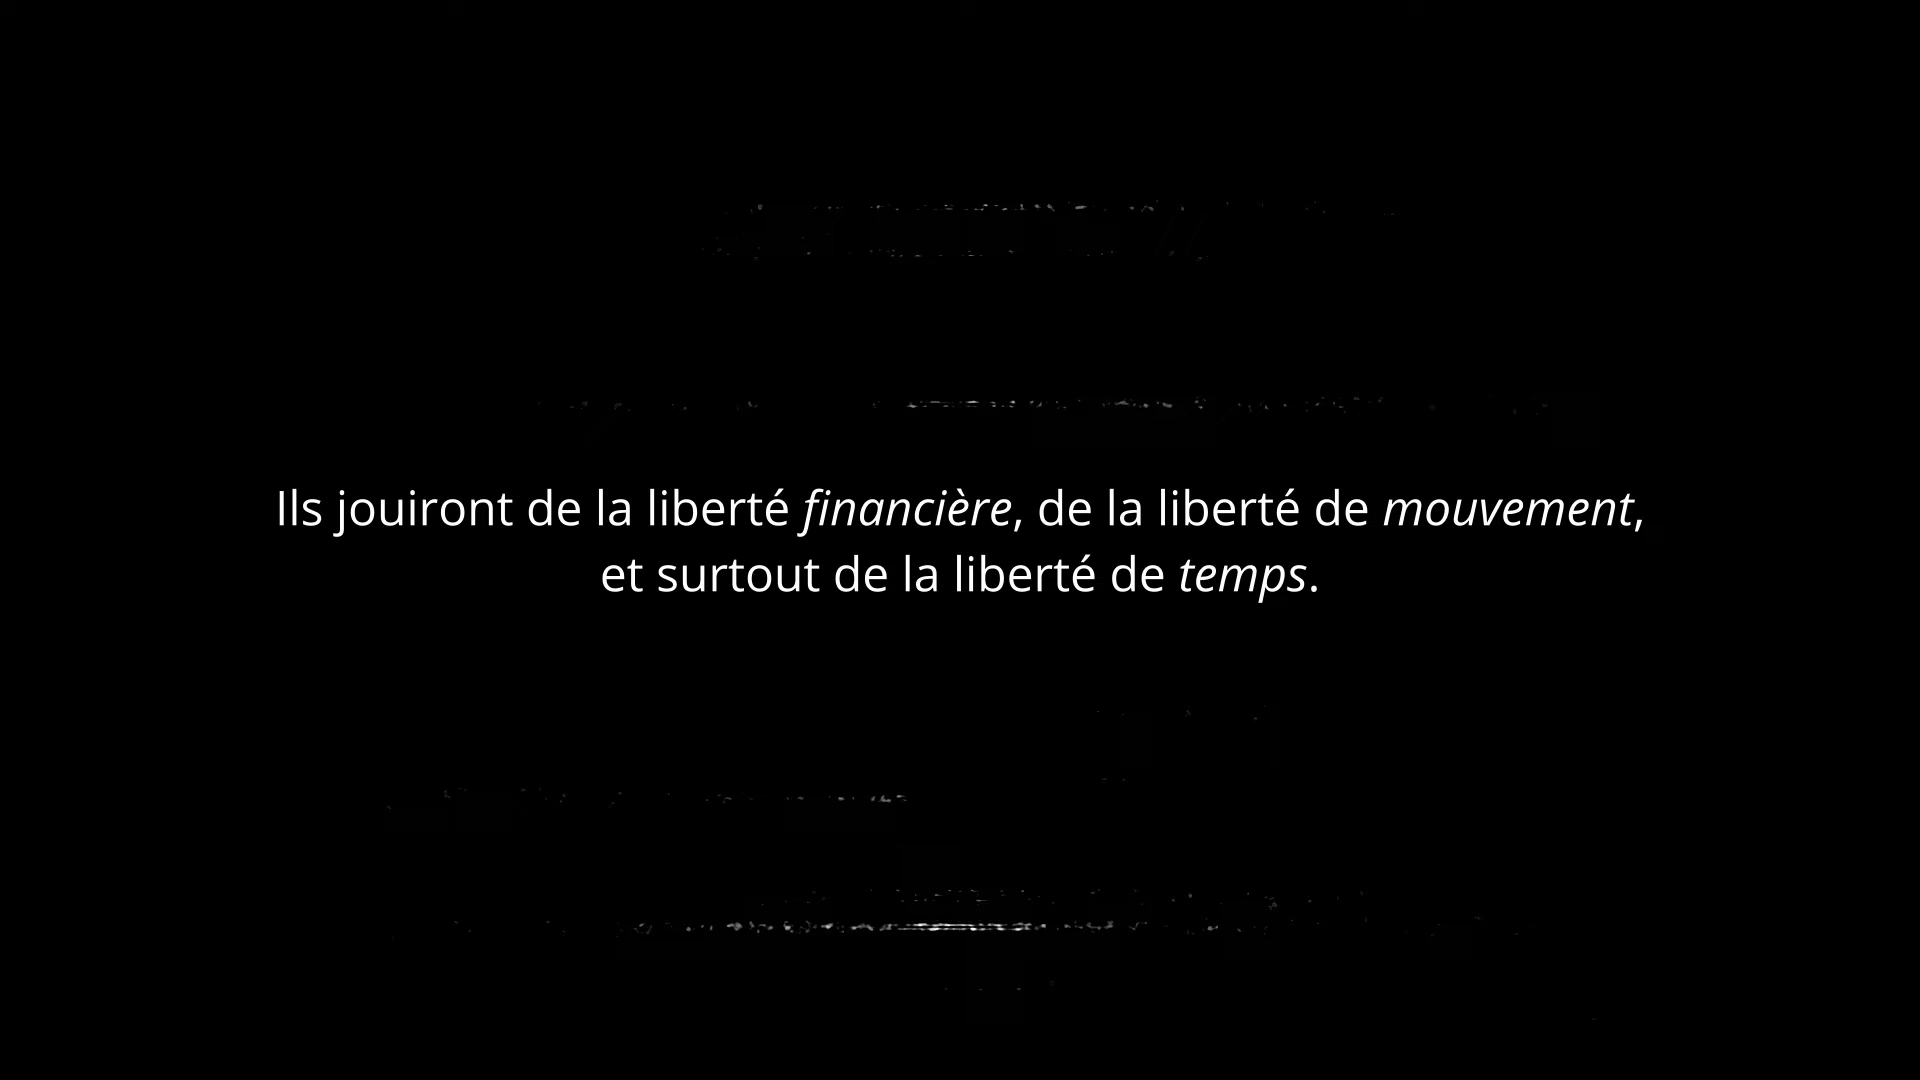 Ils jouiront de la liberté financière, de la liberté de mouvement,
et surtout de la liberté de temps.